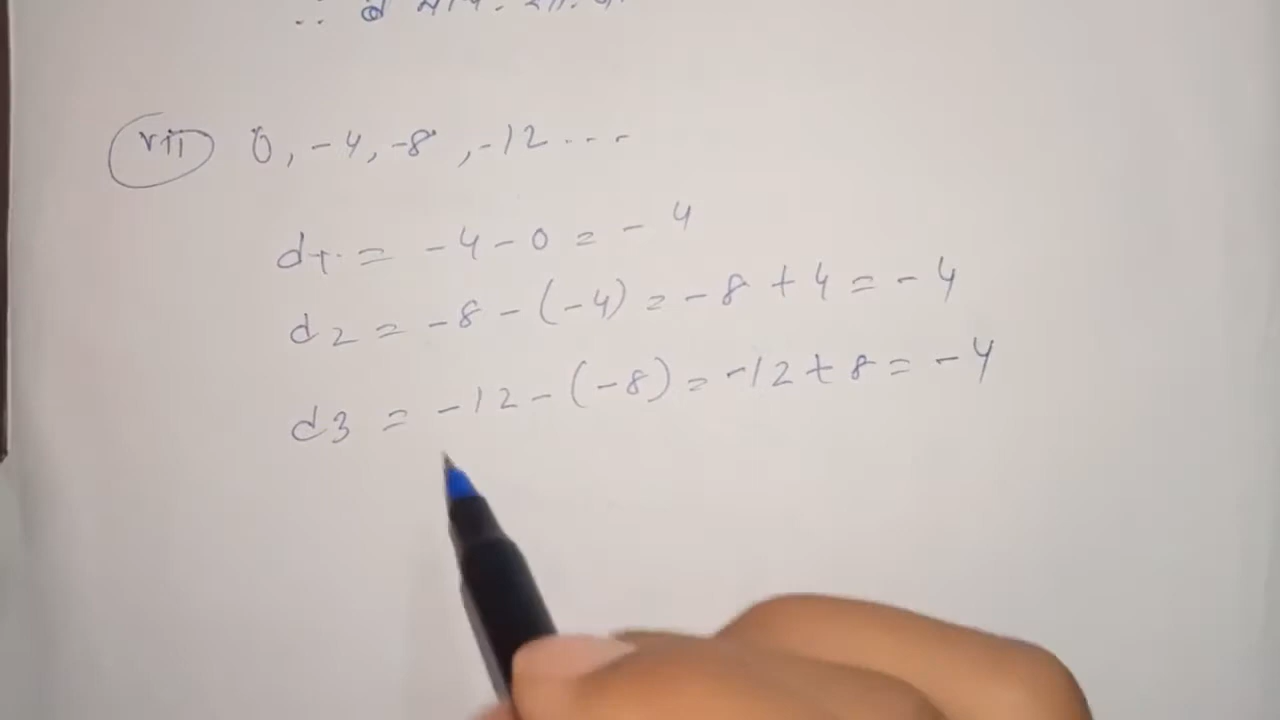 (vii) 0, -4, -8, -12 ...
d1 = -4 - 0 = -4
d2 = -8 - (-4) = -8 + 4 = -4
d3 = -12 - (-8) = -12 + 8 = -4